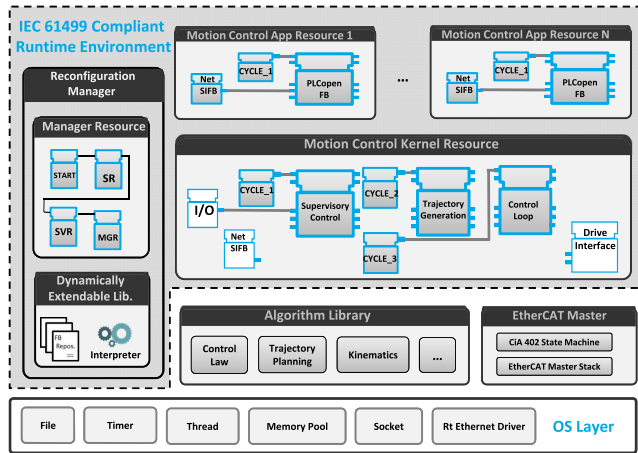 IEC 61499 Compliant
Runtime Environment
Reconfiguration
Manager
Manager Resource
START
SR
SVR
MGR
Dynamically
Extendable Lib.
FB
Repos.
Interpreter
Motion Control App Resource 1
Net
SIFB
CYCLE_1
PLCopen
FB
...
Motion Control App Resource N
Net
SIFB
CYCLE_1
PLCopen
FB
Motion Control Kernel Resource
I/O
CYCLE_1
Net
SIFB
Supervisory
Control
CYCLE_2
CYCLE_3
Trajectory
Generation
Control
Loop
Drive
Interface
Algorithm Library
Control
Law
Trajectory
Planning
Kinematics
...
EtherCAT Master
CiA 402 State Machine
EtherCAT Master Stack
File
Timer
Thread
Memory Pool
Socket
Rt Ethernet Driver
OS Layer